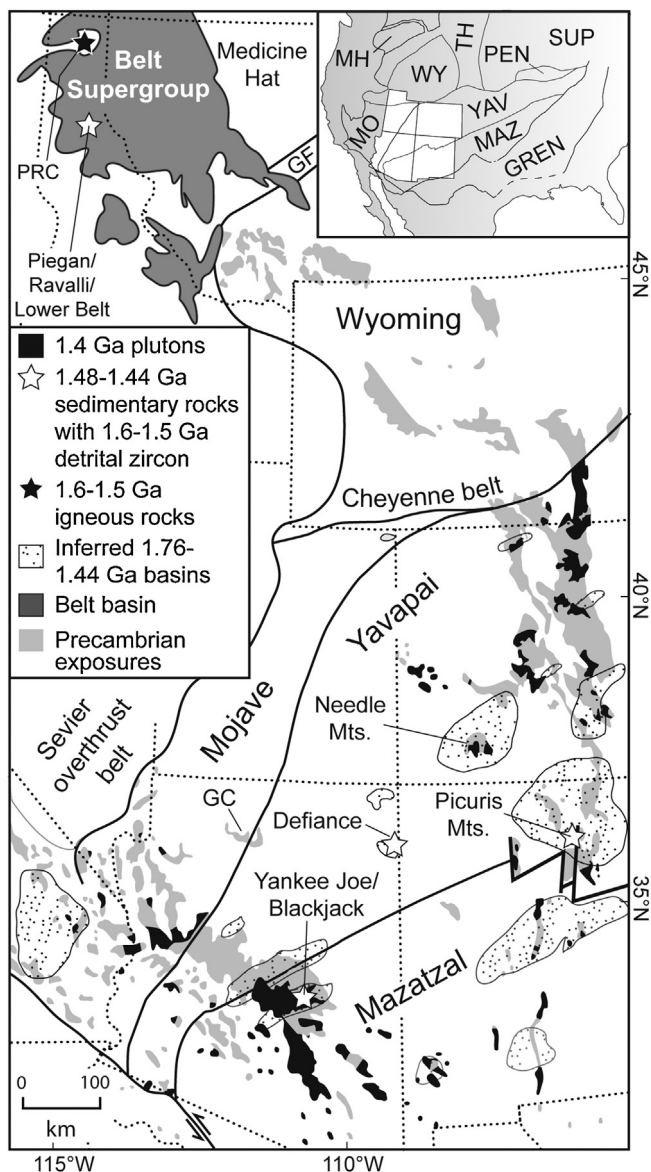 Belt
Supergroup
Medicine
Hat
PRC
GF
Piegan/
Ravalli/
Lower Belt
MH
TH
SUP
PEN
WY
YAV
MO
MAZ
GREN
45°N
1.4 Ga plutons
1.48-1.44 Ga
sedimentary rocks
with 1.6-1.5 Ga
detrital zircon
1.6-1.5 Ga
igneous rocks
Inferred 1.76-
1.44 Ga basins
Belt basin
Precambrian
exposures
Wyoming
Cheyenne belt
40°N
Yavapai
Needle
Mts.
Mojave
Sevier
overthrust
belt
GC
Defiance
Picuris
Mts.
Yankee Joe/
Blackjack
35°N
Mazatzal
0 100
km
115°W
110°W